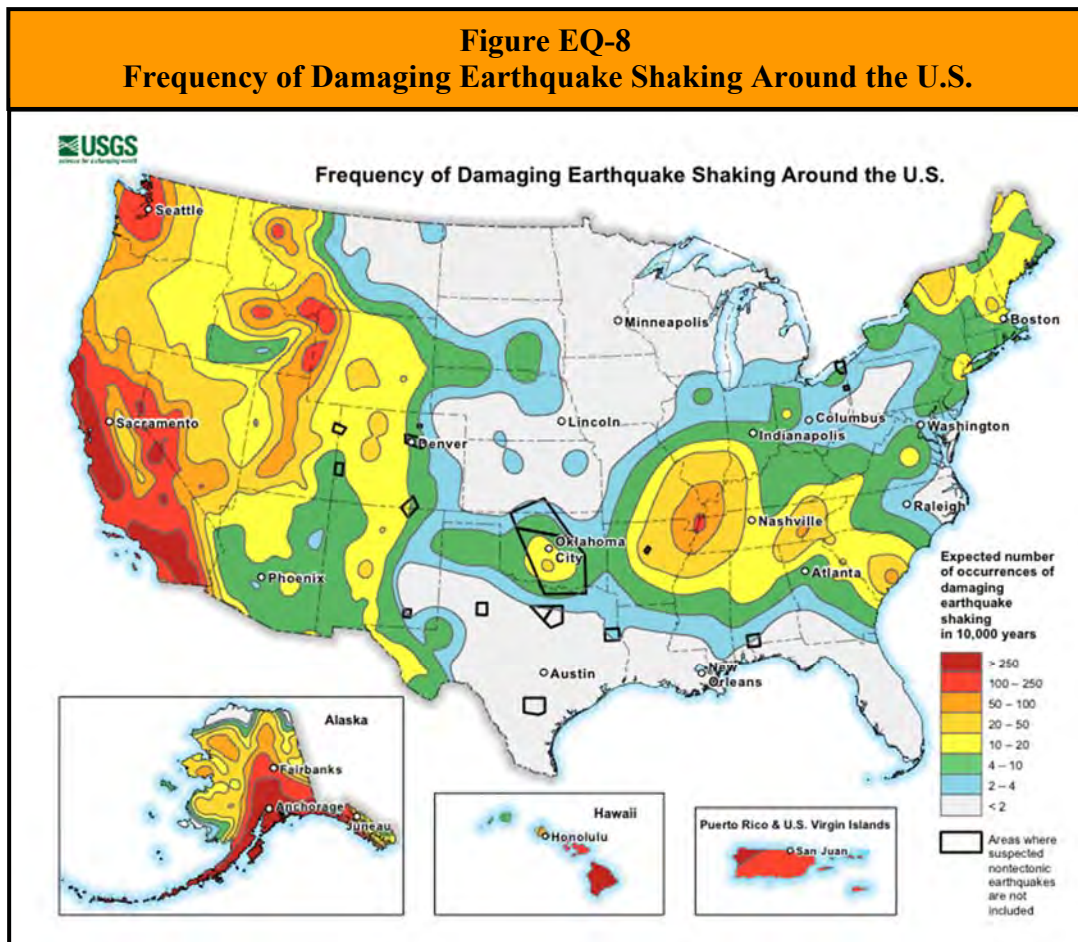 Figure EQ-8
Frequency of Damaging Earthquake Shaking Around the U.S.
USGS
science for a changing world
Frequency of Damaging Earthquake Shaking Around the U.S.
Seattle
Minneapolis
Boston
Sacramento
Denver
Lincoln
Columbus
Indianapolis
Washington
Raleigh
Nashville
Oklahoma
City
Phoenix
Atlanta
Austin
New
Orleans
Expected number
of occurrences of
damaging
earthquake
shaking
in 10,000 years
> 250
100 – 250
50 – 100
20 – 50
10 – 20
4 – 10
2 – 4
< 2
Areas where
suspected
nontectonic
earthquakes
are not
included
Alaska
Fairbanks
Anchorage
Juneau
Hawaii
Honolulu
Puerto Rico & U.S. Virgin Islands
San Juan